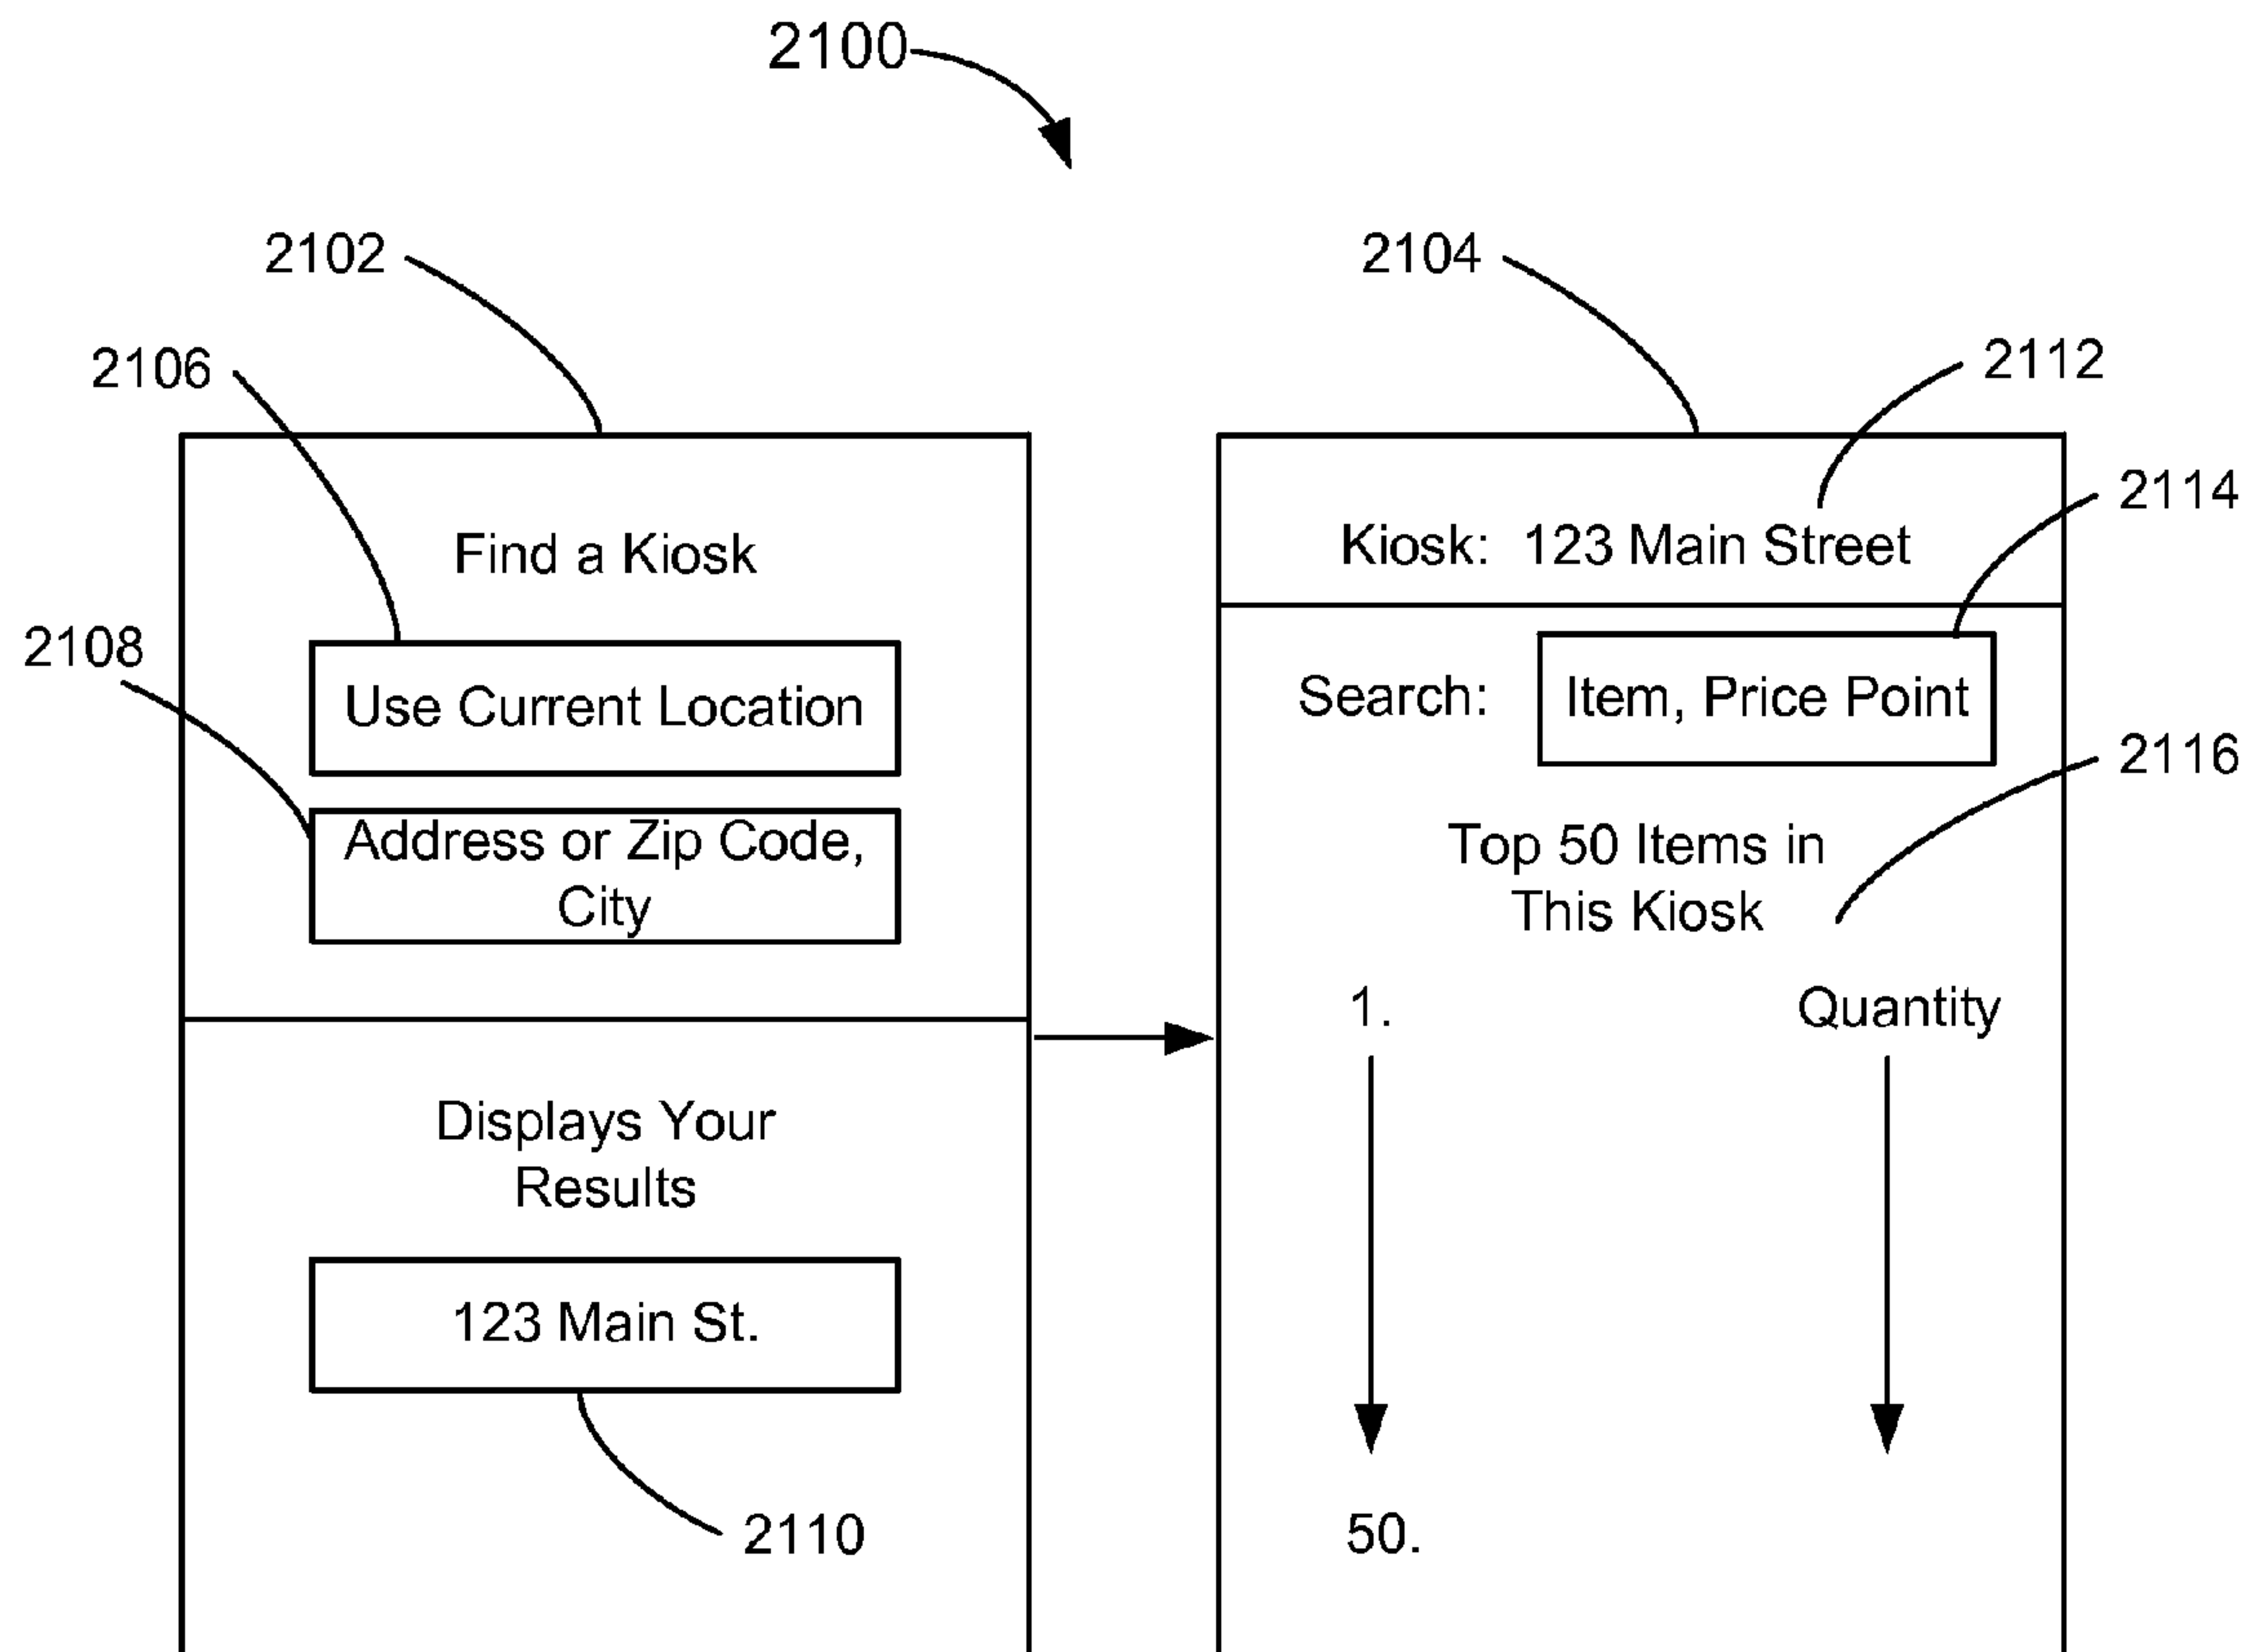 2100
2102
2104
2106
2112
2114
Find a Kiosk
Kiosk: 123 Main Street
2108
Use Current Location
Search:
Item, Price Point
2116
Address or Zip Code,
City
Top 50 Items in
This Kiosk
1.
Quantity
Displays Your
Results
123 Main St.
2110
50.